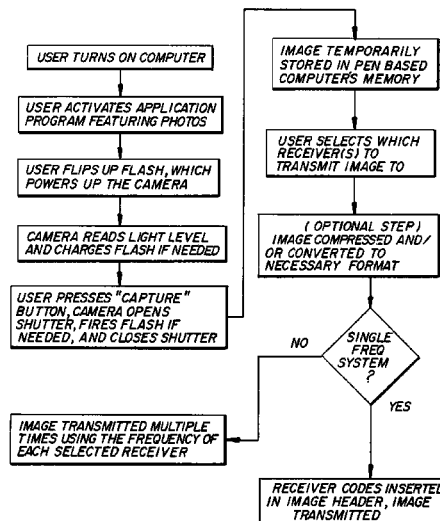 USER TURNS ON COMPUTER
USER ACTIVATES APPLICATION
PROGRAM FEATURING PHOTOS
USER FLIPS UP FLASH, WHICH
POWERS UP THE CAMERA
CAMERA READS LIGHT LEVEL
AND CHARGES FLASH IF NEEDED
USER PRESSES "CAPTURE"
BUTTON, CAMERA OPENS
SHUTTER, FIRES FLASH IF
NEEDED, AND CLOSES SHUTTER
IMAGE TEMPORARILY
STORED IN PEN BASED
COMPUTER'S MEMORY
USER SELECTS WHICH
RECEIVER(S) TO
TRANSMIT IMAGE TO
(OPTIONAL STEP)
IMAGE COMPRESSED AND/
OR CONVERTED TO
NECESSARY FORMAT
SINGLE
FREQ
SYSTEM
?
NO
YES
IMAGE TRANSMITTED MULTIPLE
TIMES USING THE FREQUENCY OF
EACH SELECTED RECEIVER
RECEIVER CODES INSERTED
IN IMAGE HEADER, IMAGE
TRANSMITTED